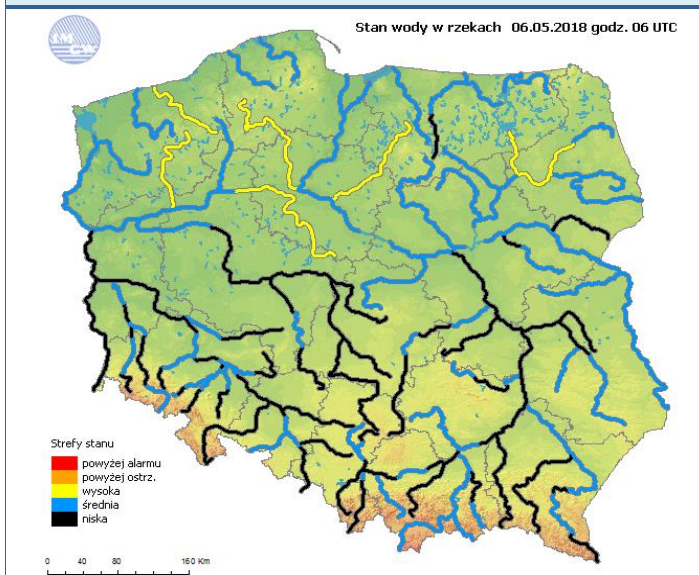 Stan wody w rzekach 06.05.2018 godz. 06 UTC
Strefy stanu
powyżej alarmu
powyżej ostrz.
wysoka
średnia
niska
0 40 80 160 Km